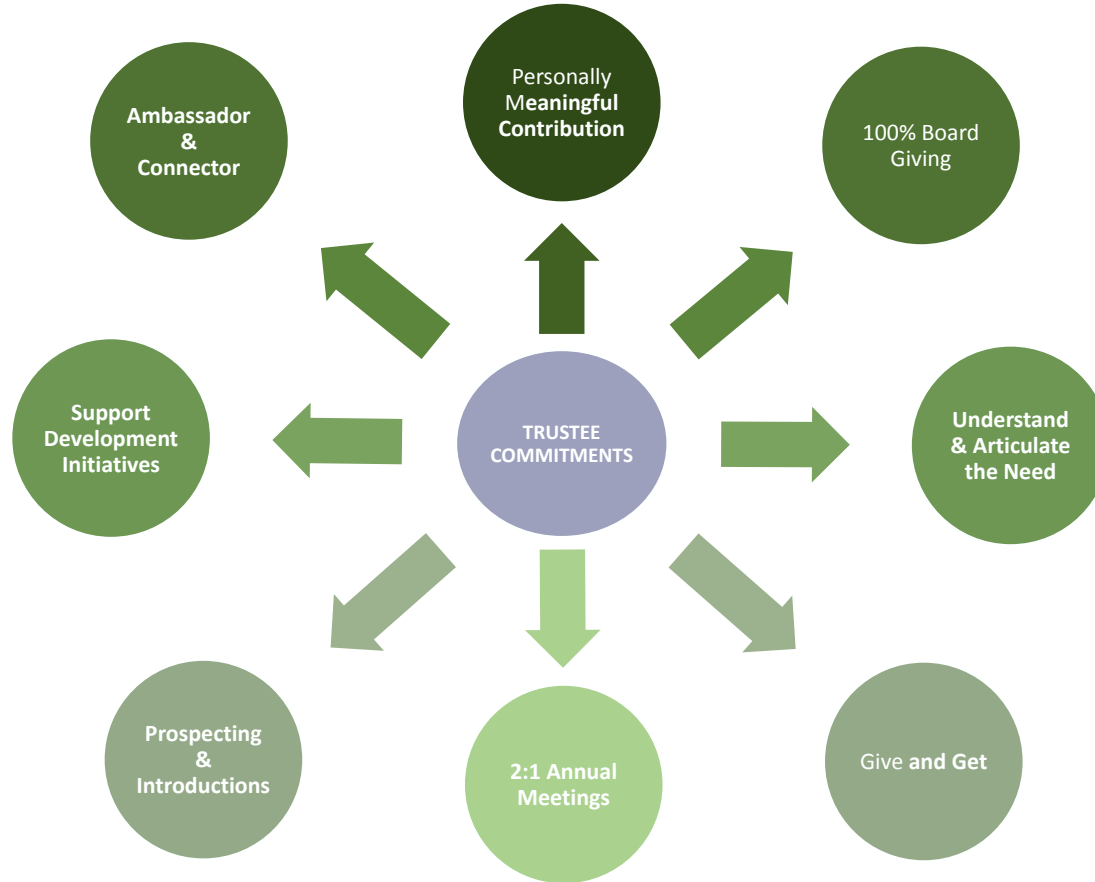 Personally
Meaningful
Contribution
Ambassador
&
Connector
100% Board
Giving
Support
Development
Initiatives
TRUSTEE
COMMITMENTS
Understand
& Articulate
the Need
Prospecting
&
Introductions
2:1 Annual
Meetings
Give and Get